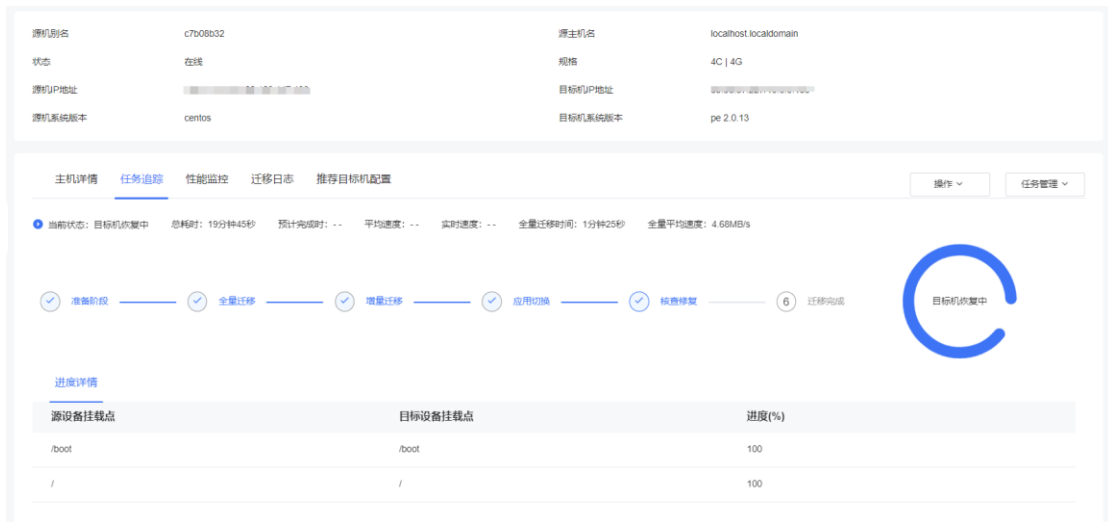 源机别名 c7b08b32 源主机名 localhost.localdomain
状态 在线 规格 4C | 4G
源机IP地址 目标机IP地址
源机系统版本 centos 目标机系统版本 pe 2.0.13
主机详情 任务追踪 性能监控 迁移日志 推荐目标机配置 操作 任务管理
当前状态：目标机恢复中 总耗时：19分钟45秒 预计完成时：-- 平均速度：-- 实时速度：-- 全量迁移时间：1分钟25秒 全量平均速度：4.68MB/s
准备阶段 全量迁移 增量迁移 应用切换 核查修复 6 迁移完成 目标机恢复中
进度详情
源设备挂载点 目标设备挂载点 进度(%)
/boot /boot 100
/ / 100